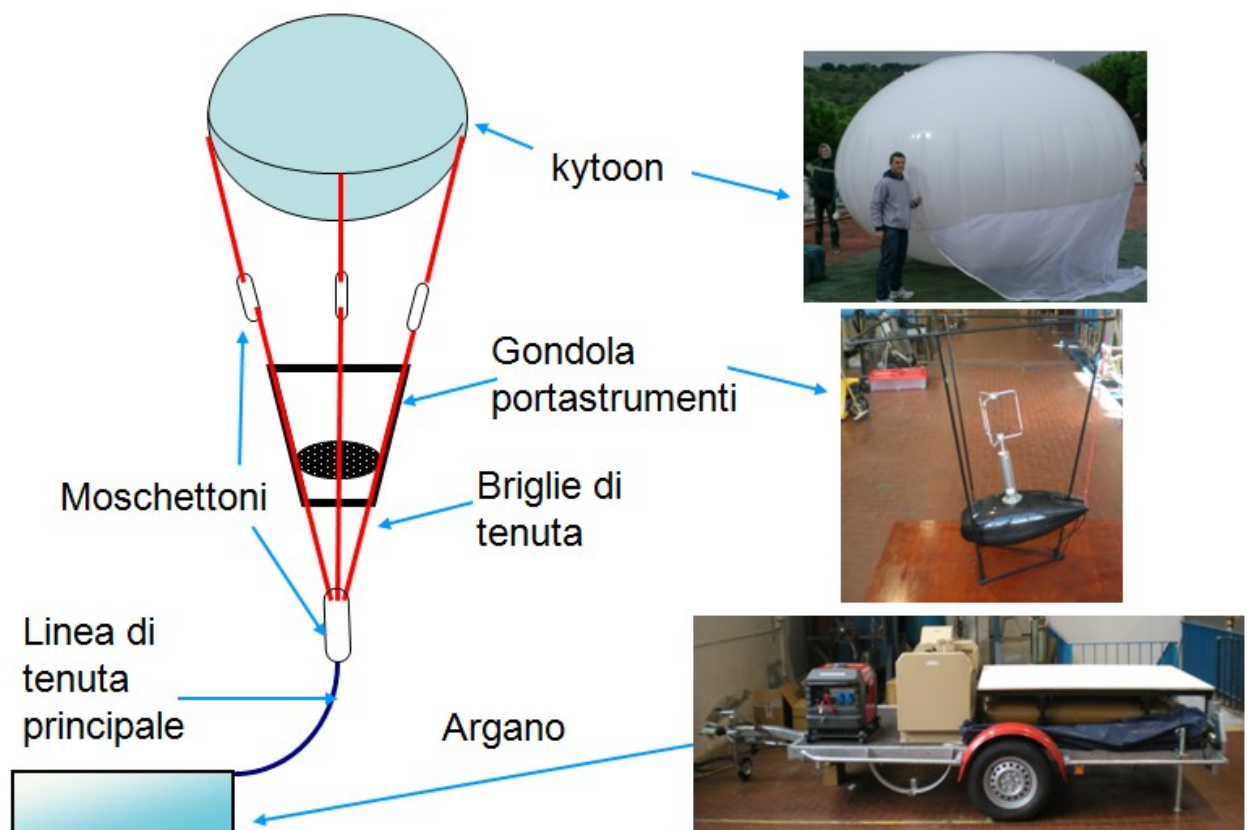 kytoon
Gondola
portastrumenti
Moschettoni
Briglie di
tenuta
Linea di
tenuta
principale
Argano